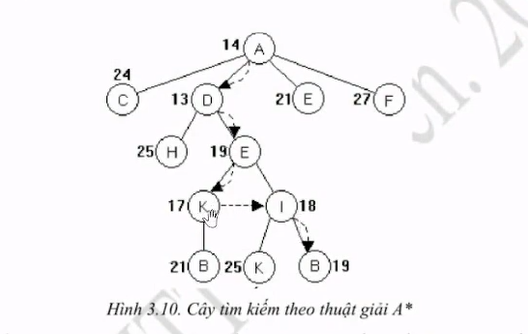 14 A
24
C 13 D 21 E 27 F
25 H 19 E
17 K I 18
21 B 25 K B 19
Hình 3.10. Cây tìm kiếm theo thuật giải A*